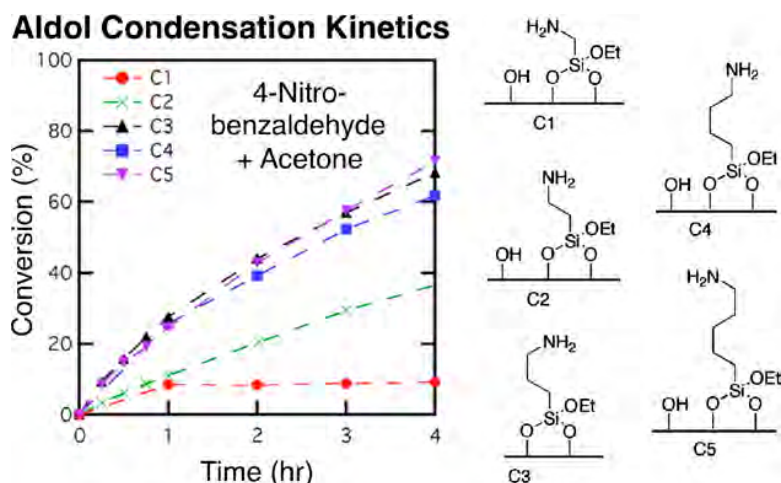 Aldol Condensation Kinetics
100
80
60
40
20
0
Conversion (%)
C1
C2
C3
C4
C5
4-Nitro-
benzaldehyde
+ Acetone
0 1 2 3 4
Time (hr)
H2N
OEt
OH Si
O O
C1
NH2
OEt
Si
OH O O
C2
NH2
OEt
Si
O O
C3
NH2
OEt
Si
OH O O
C4
H2N
OEt
Si
OH O O
C5